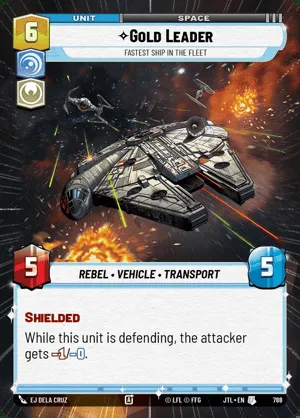 UNIT
SPACE
6
✧GOLD LEADER
FASTEST SHIP IN THE FLEET
5
5
REBEL • VEHICLE • TRANSPORT
SHIELDED
While this unit is defending, the attacker
gets -1/-0.
EJ DELA CRUZ
© LFL © FFG
JTL • EN
788